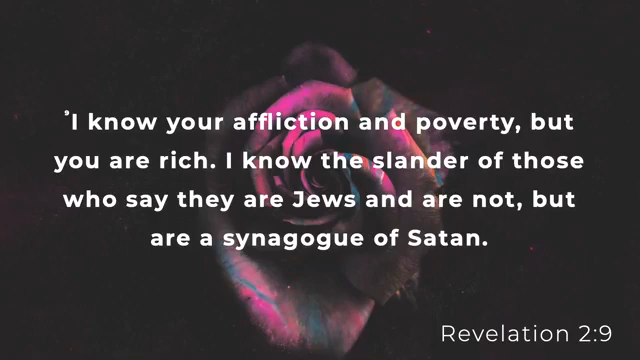 ⁹I know your affliction and poverty, but
you are rich. I know the slander of those
who say they are Jews and are not, but
are a synagogue of Satan.
Revelation 2:9